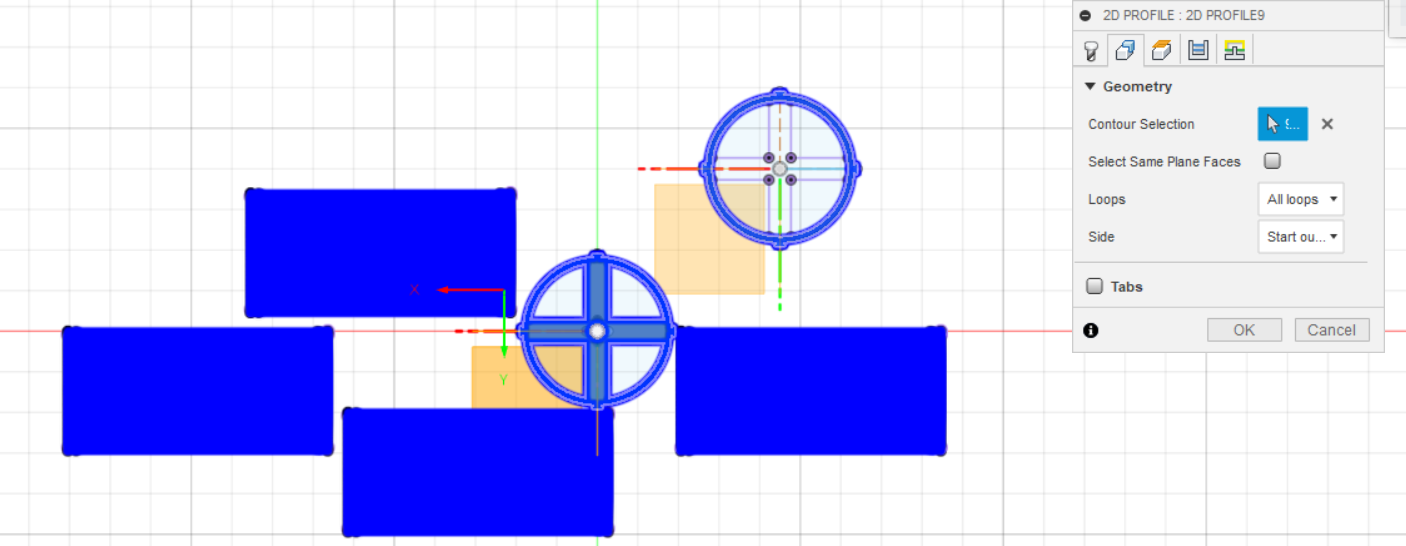 2D PROFILE : 2D PROFILE9
Geometry
Contour Selection
Select Same Plane Faces
Loops All loops
Side Start ou...
X
Y
Tabs
OK Cancel